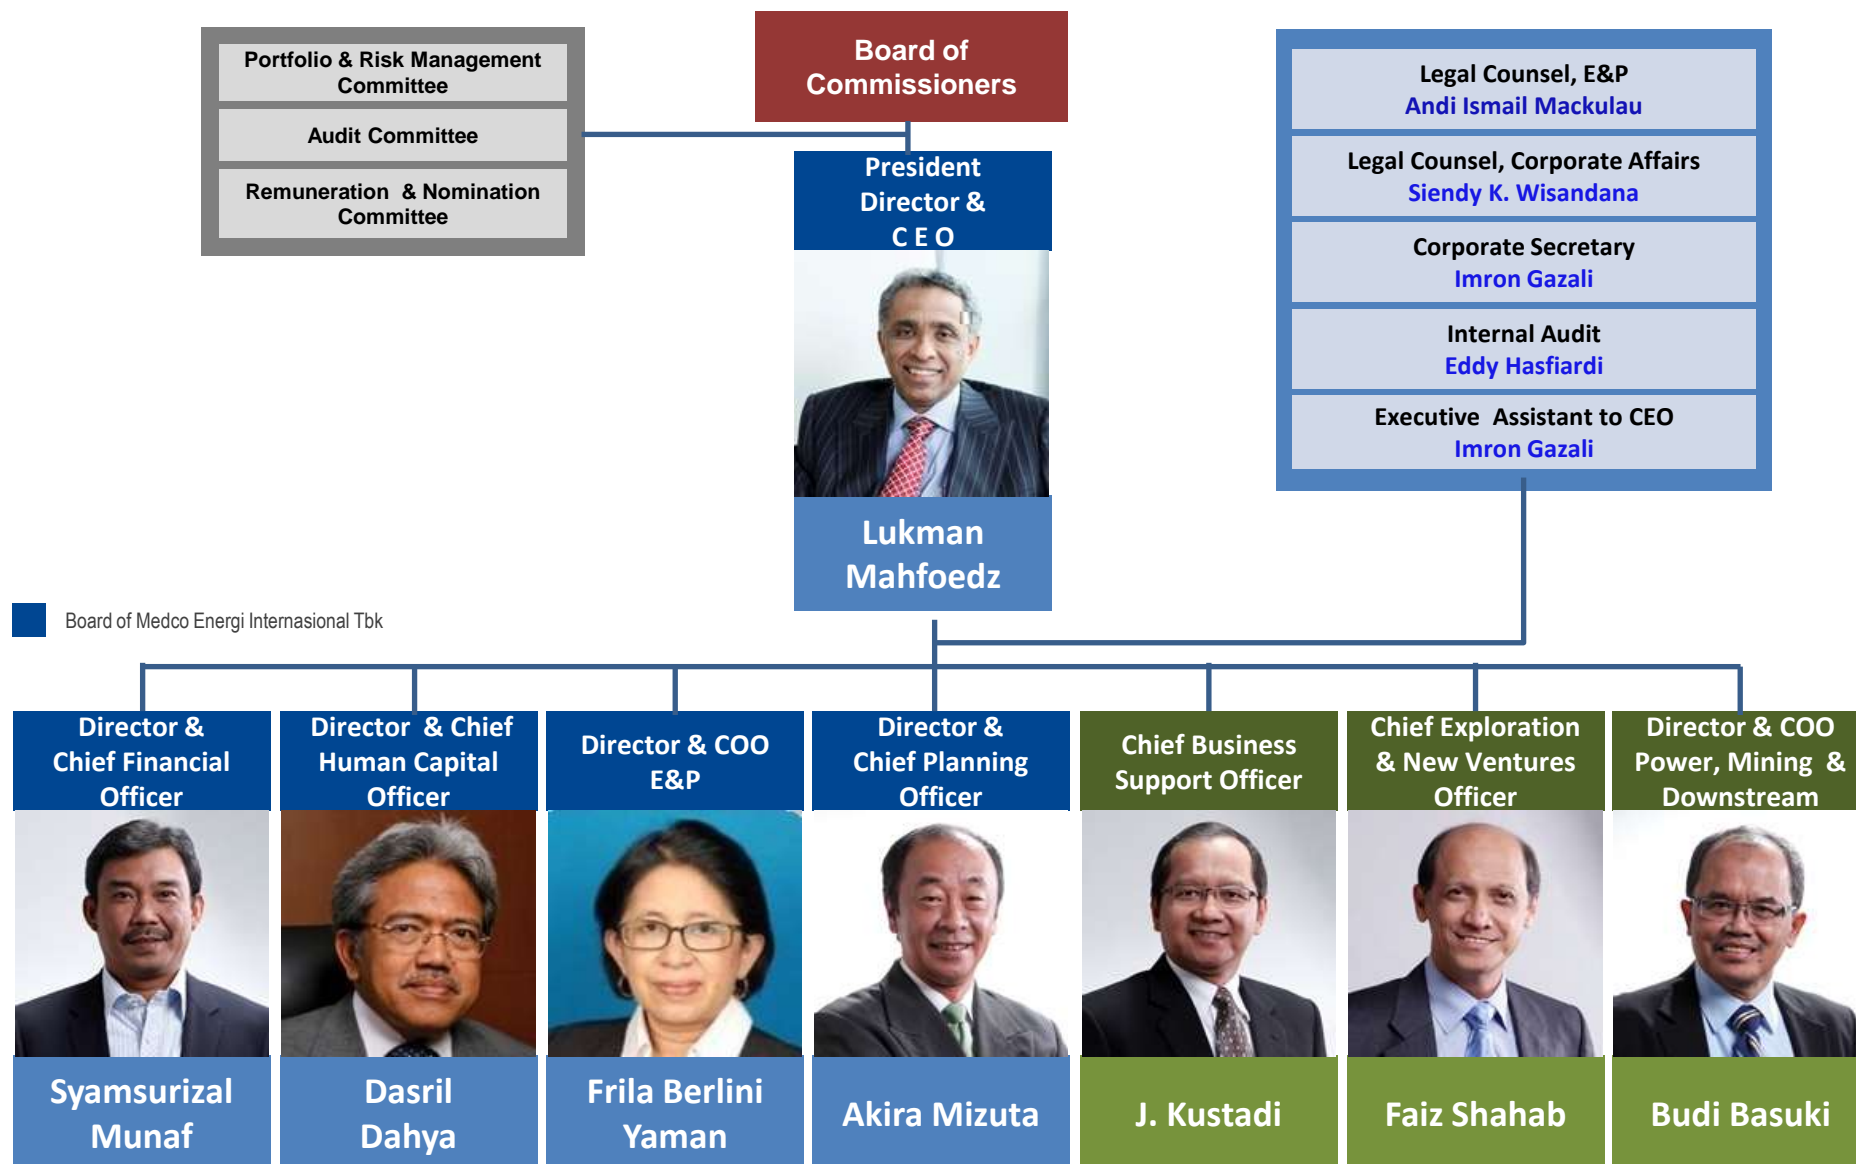 Portfolio & Risk Management
Committee
Audit Committee
Remuneration & Nomination
Committee
Board of
Commissioners
President
Director &
C E O
Lukman
Mahfoedz
Legal Counsel, E&P
Andi Ismail Mackulau
Legal Counsel, Corporate Affairs
Siendy K. Wisandana
Corporate Secretary
Imron Gazali
Internal Audit
Eddy Hasfiardi
Executive Assistant to CEO
Imron Gazali
Board of Medco Energi Internasional Tbk
Director &
Chief Financial
Officer
Syamsurizal
Munaf
Director & Chief
Human Capital
Officer
Dasril
Dahya
Director & COO
E&P
Frila Berlini
Yaman
Director &
Chief Planning
Officer
Akira Mizuta
Chief Business
Support Officer
J. Kustadi
Chief Exploration
& New Ventures
Officer
Faiz Shahab
Director & COO
Power, Mining &
Downstream
Budi Basuki